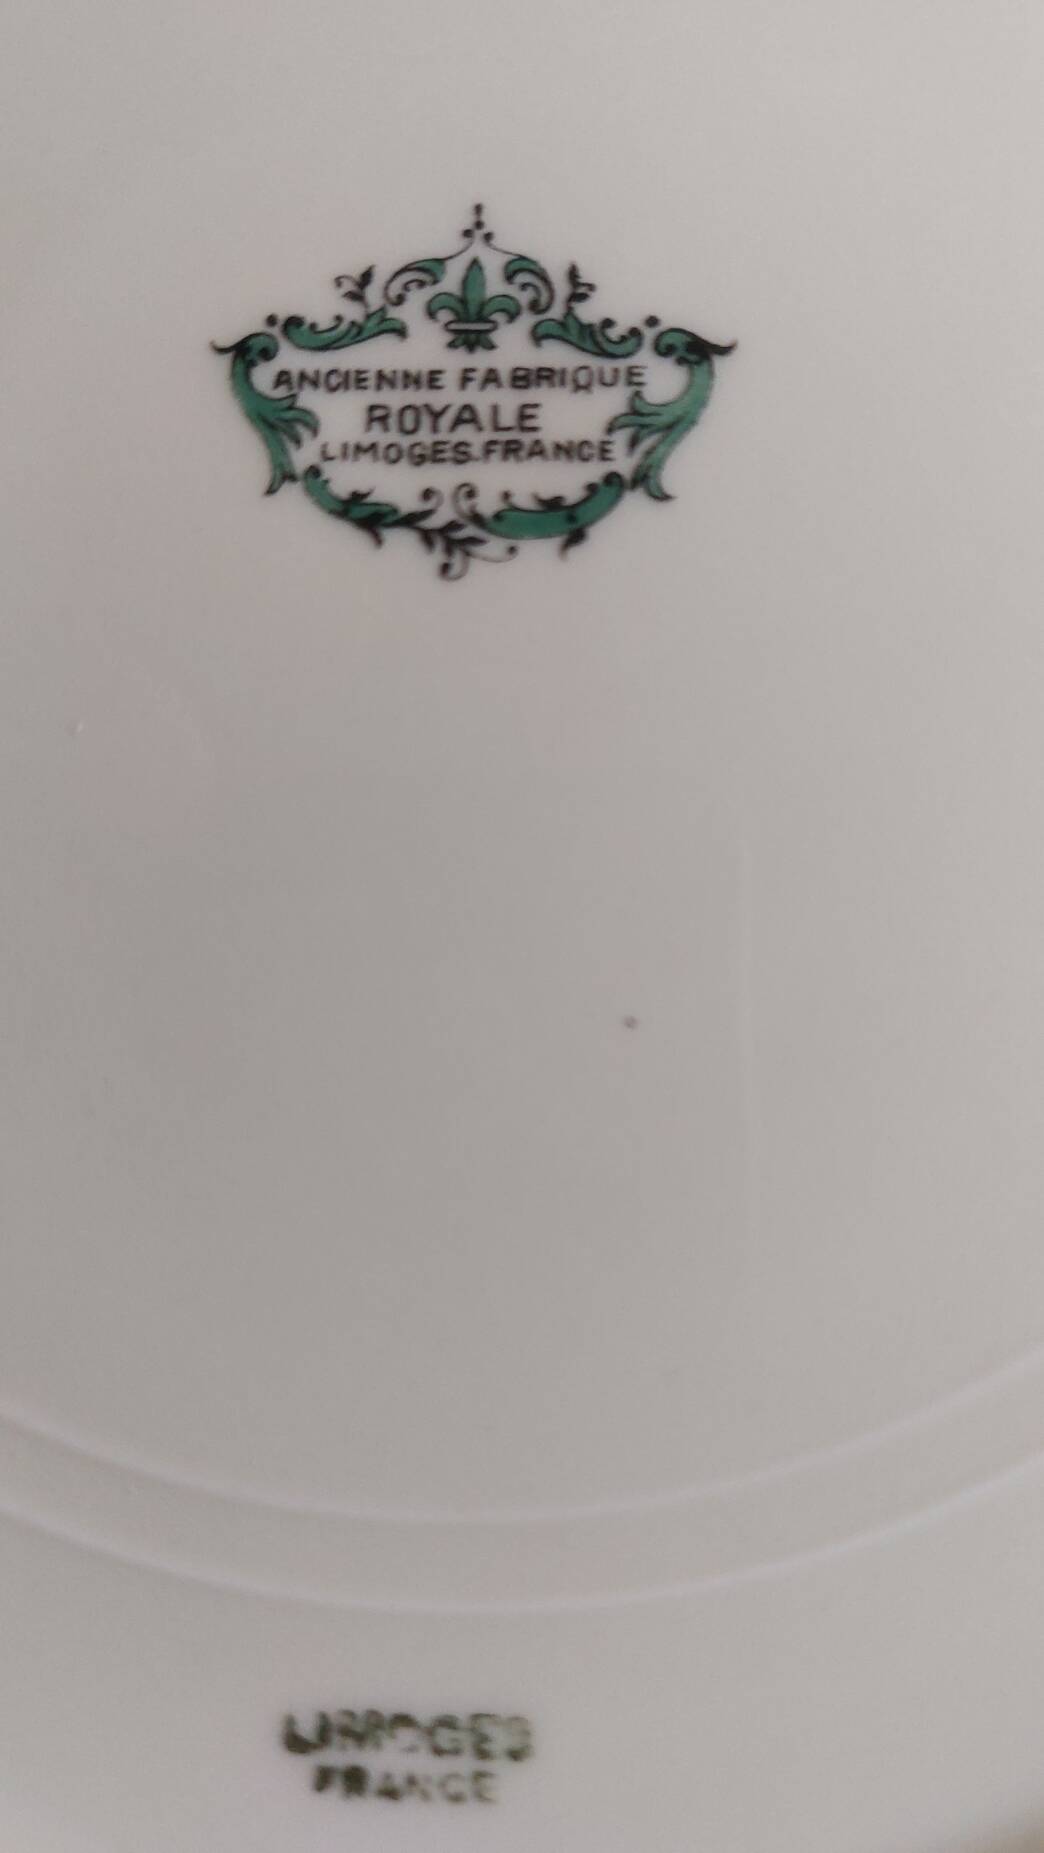 ANCIENNE FABRIQUE
ROYALE
LIMOGES.FRANCE
LIMOGES
FRANCE